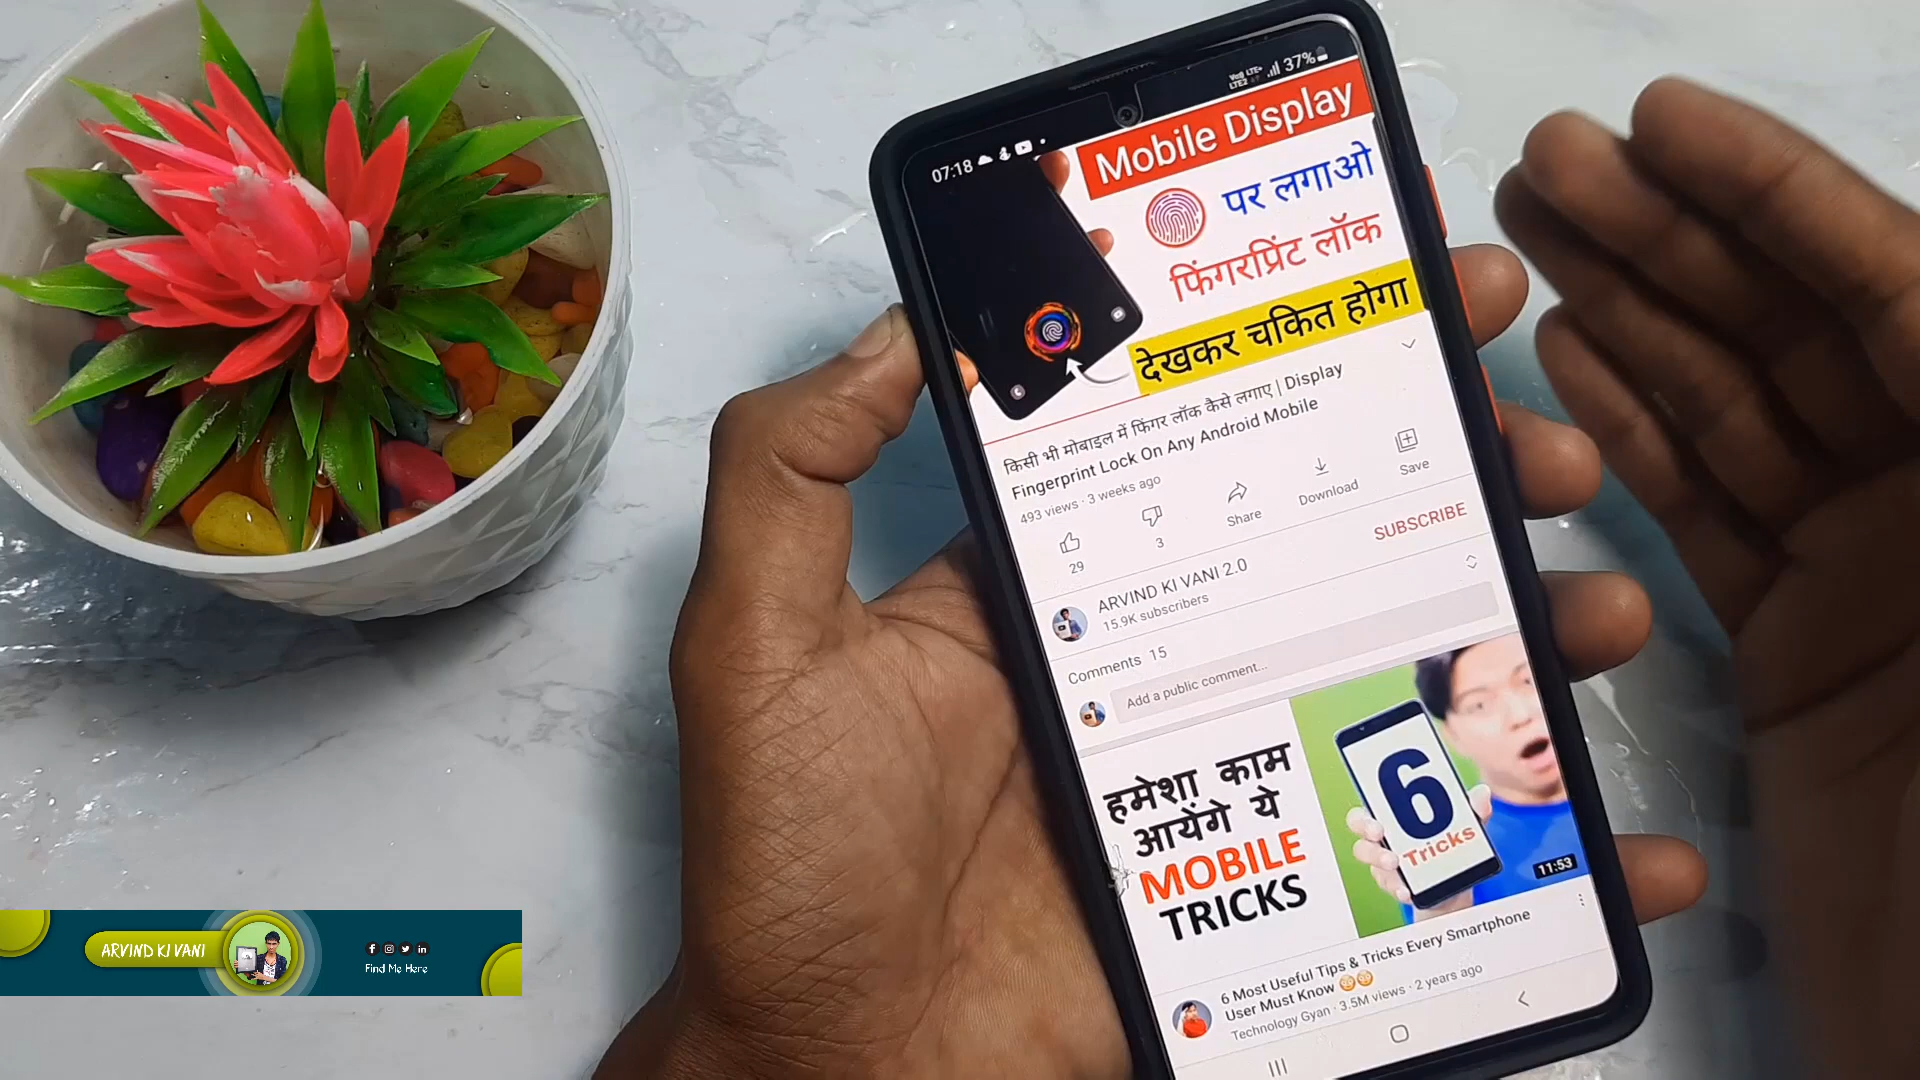 07:18
Vo)) LTE+
LTE2
37%
Mobile Display
पर लगाओ
फिंगरप्रिंट लॉक
देखकर चकित होगा
किसी भी मोबाइल में फिंगर लॉक कैसे लगाए | Display
Fingerprint Lock On Any Android Mobile
493 views · 3 weeks ago
29
3
Share
Download
Save
ARVIND KI VANI 2.0
15.9K subscribers
SUBSCRIBE
Comments 15
Add a public comment...
हमेशा काम
आयेंगे ये
MOBILE
TRICKS
6
Tricks
11:53
6 Most Useful Tips & Tricks Every Smartphone
User Must Know
Technology Gyan · 3.5M views · 2 years ago
ARVIND KI VANI
Find Me Here